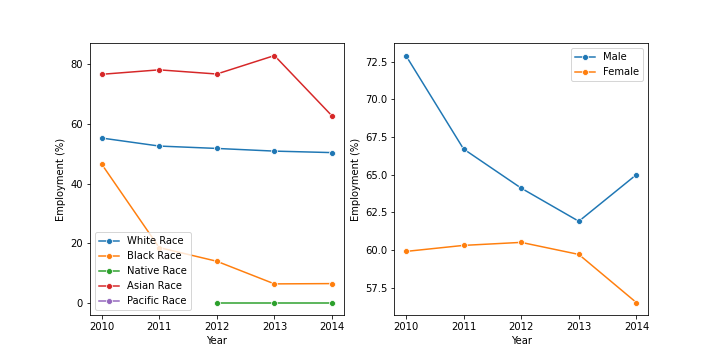 80
60
40
20
0
Employment (%)
White Race
Black Race
Native Race
Asian Race
Pacific Race
2010 2011 2012 2013 2014
Year
72.5
70.0
67.5
65.0
62.5
60.0
57.5
Employment (%)
Male
Female
2010 2011 2012 2013 2014
Year